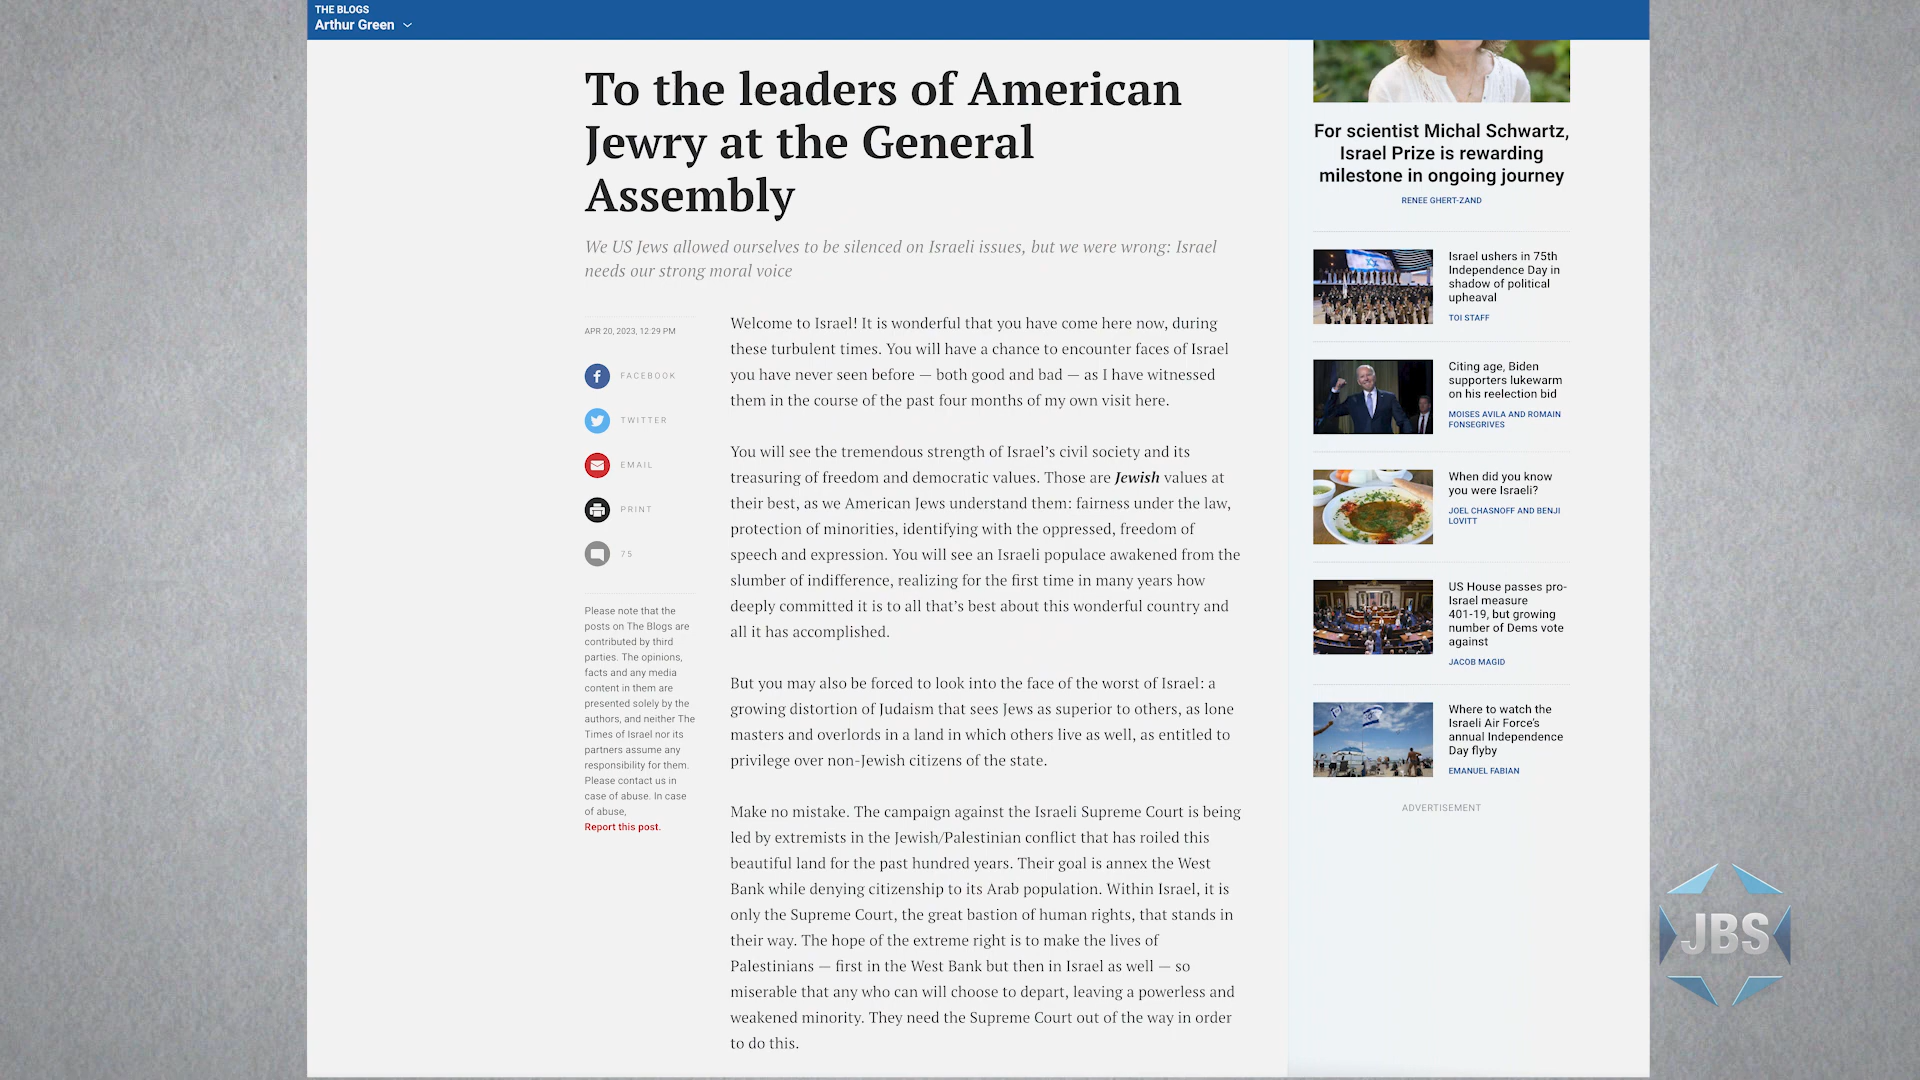 THE BLOGS
Arthur Green
To the leaders of American
Jewry at the General
Assembly
We US Jews allowed ourselves to be silenced on Israeli issues, but we were wrong: Israel
needs our strong moral voice
APR 20, 2023, 12:29 PM
FACEBOOK
TWITTER
EMAIL
PRINT
75
Please note that the
posts on The Blogs are
contributed by third
parties. The opinions,
facts and any media
content in them are
presented solely by the
authors, and neither The
Times of Israel nor its
partners assume any
responsibility for them.
Please contact us in
case of abuse. In case
of abuse,
Report this post.
Welcome to Israel! It is wonderful that you have come here now, during
these turbulent times. You will have a chance to encounter faces of Israel
you have never seen before — both good and bad — as I have witnessed
them in the course of the past four months of my own visit here.
You will see the tremendous strength of Israel's civil society and its
treasuring of freedom and democratic values. Those are Jewish values at
their best, as we American Jews understand them: fairness under the law,
protection of minorities, identifying with the oppressed, freedom of
speech and expression. You will see an Israeli populace awakened from the
slumber of indifference, realizing for the first time in many years how
deeply committed it is to all that's best about this wonderful country and
all it has accomplished.
But you may also be forced to look into the face of the worst of Israel: a
growing distortion of Judaism that sees Jews as superior to others, as lone
masters and overlords in a land in which others live as well, as entitled to
privilege over non-Jewish citizens of the state.
Make no mistake. The campaign against the Israeli Supreme Court is being
led by extremists in the Jewish/Palestinian conflict that has roiled this
beautiful land for the past hundred years. Their goal is annex the West
Bank while denying citizenship to its Arab population. Within Israel, it is
only the Supreme Court, the great bastion of human rights, that stands in
their way. The hope of the extreme right is to make the lives of
Palestinians — first in the West Bank but then in Israel as well — so
miserable that any who can will choose to depart, leaving a powerless and
weakened minority. They need the Supreme Court out of the way in order
to do this.
For scientist Michal Schwartz,
Israel Prize is rewarding
milestone in ongoing journey
RENEE GHERT-ZAND
Israel ushers in 75th
Independence Day in
shadow of political
upheaval
TOI STAFF
Citing age, Biden
supporters lukewarm
on his reelection bid
MOISES AVILA AND ROMAIN
FONSEGRIVES
When did you know
you were Israeli?
JOEL CHASNOFF AND BENJI
LOVITT
US House passes pro-
Israel measure
401-19, but growing
number of Dems vote
against
JACOB MAGID
Where to watch the
Israeli Air Force's
annual Independence
Day flyby
EMANUEL FABIAN
ADVERTISEMENT
JBS